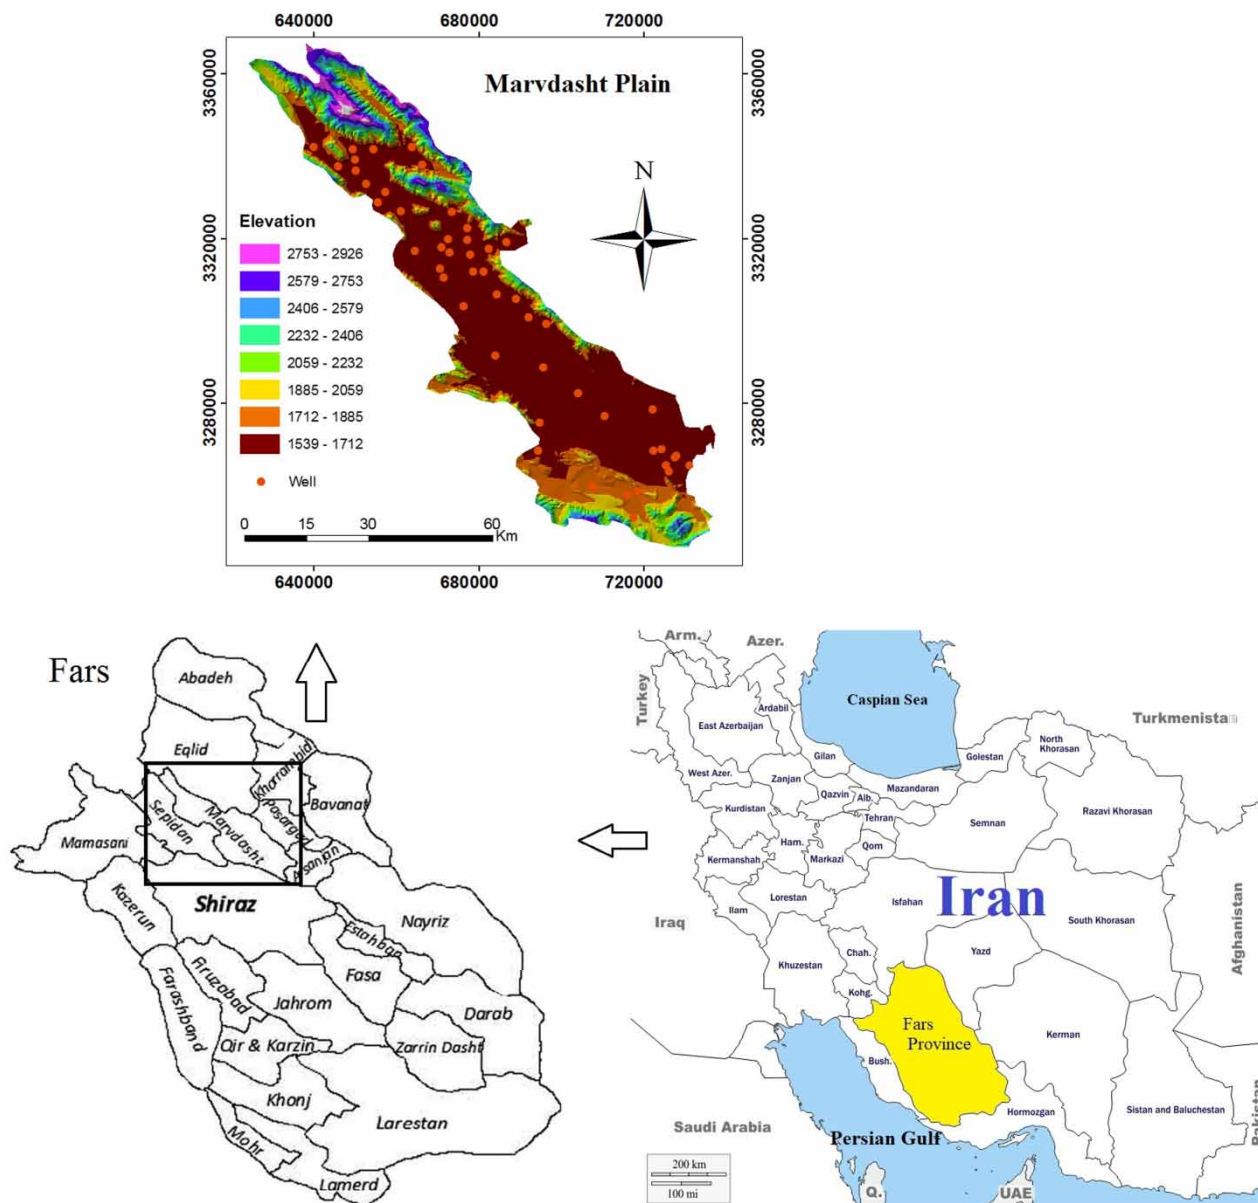 640000
680000
720000
3360000
3360000
Marvdasht Plain
N
Elevation
2753 - 2926
2579 - 2753
2406 - 2579
2232 - 2406
2059 - 2232
1885 - 2059
1712 - 1885
1539 - 1712
Well
3320000
3320000
3280000
3280000
0 15 30 60
Km
640000
680000
720000
Fars
Abadeh
Eqlid
Khorrambid
Bavanat
Sepidan
Marvdasht
Pasargad
Mamasani
Arsanjan
Kazerun
Shiraz
Nayriz
Estahban
Firuzabad
Fasa
Farashband
Jahrom
Darab
Qir & Karzin
Zarrin Dasht
Khonj
Larestan
Mohr
Lamerd
Arm.
Azer.
Turkey
Caspian Sea
Ardabil
East Azerbaijan
Turkmenistan
North
Khorasan
Golestan
Gilan
West Azer.
Zanjan
Mazandaran
Qazvin
Alb.
Kurdistan
Tehran
Semnan
Razavi Khorasan
Ham.
Qom
Kermanshah
Markazi
Lorestan
Isfahan
Iran
Ilam
Iraq
South Khorasan
Afghanistan
Chah.
Yazd
Khuzestan
Kohg.
Fars
Province
Kerman
Bush.
Hormozgan
Sistan and Baluchestan
Pakistan
Saudi Arabia
Persian Gulf
200 km
100 mi
Q.
UAE